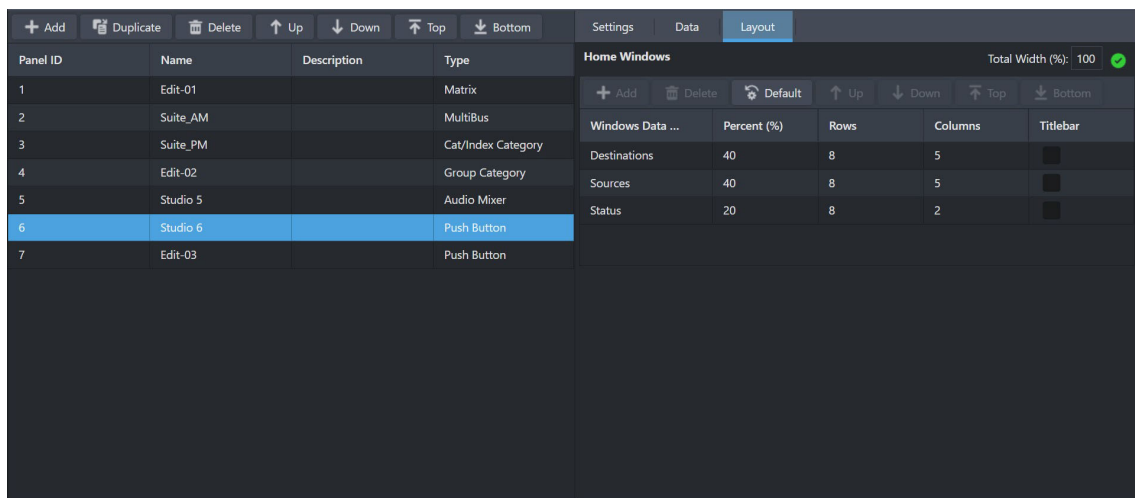 Add Duplicate Delete Up Down Top Bottom
Panel ID Name Description Type
1 Edit-01 Matrix
2 Suite_AM MultiBus
3 Suite_PM Cat/Index Category
4 Edit-02 Group Category
5 Studio 5 Audio Mixer
6 Studio 6 Push Button
7 Edit-03 Push Button
Settings Data Layout
Home Windows Total Width (%): 100
Add Delete Default Up Down Top Bottom
Windows Data ... Percent (%) Rows Columns Titlebar
Destinations 40 8 5
Sources 40 8 5
Status 20 8 2